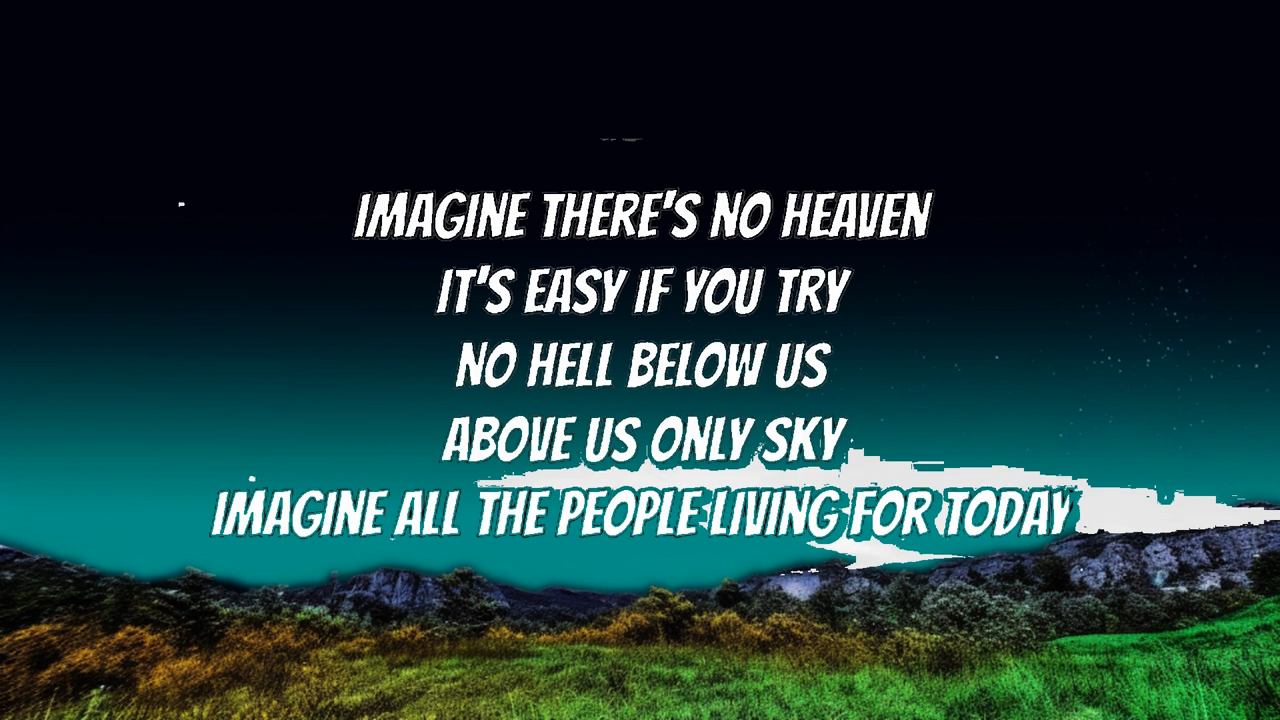 IMAGINE THERE'S NO HEAVEN
IT'S EASY IF YOU TRY
NO HELL BELOW US
ABOVE US ONLY SKY
IMAGINE ALL THE PEOPLE LIVING FOR TODAY